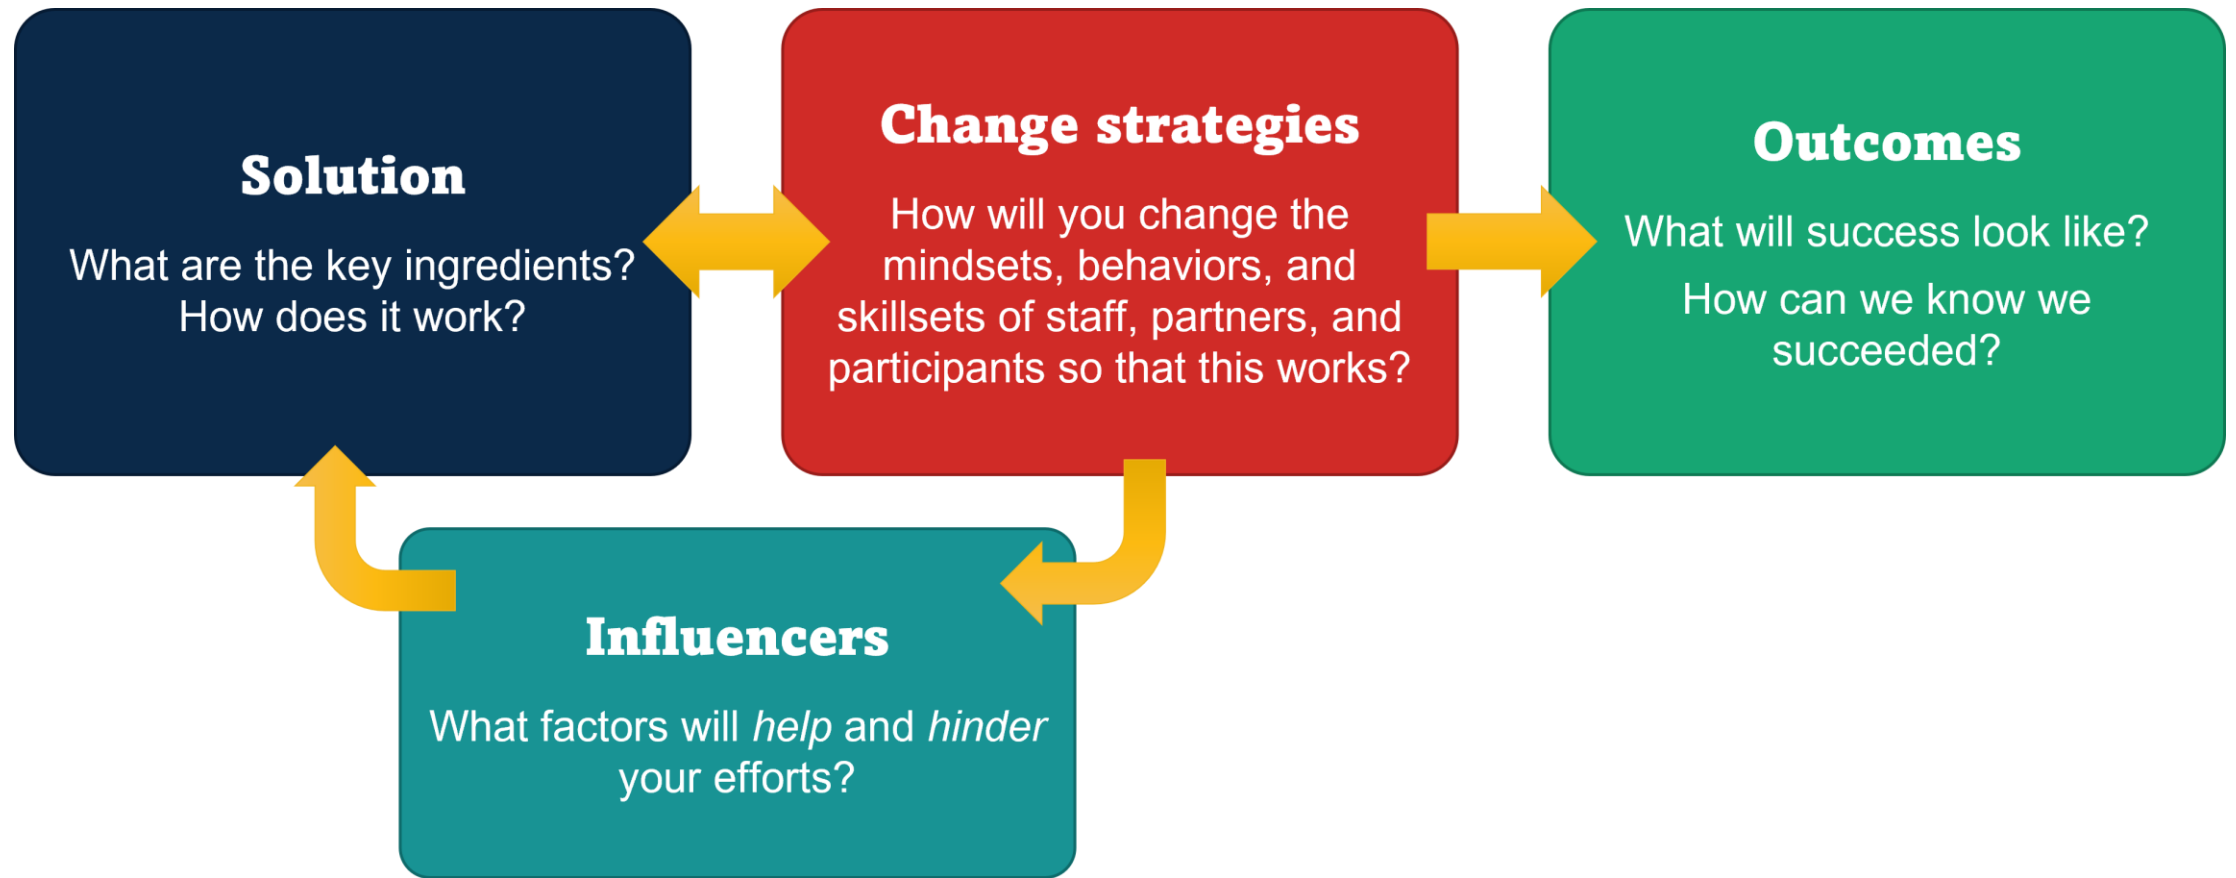 Solution
What are the key ingredients?
How does it work?
Change strategies
How will you change the
mindsets, behaviors, and
skillsets of staff, partners, and
participants so that this works?
Outcomes
What will success look like?
How can we know we
succeeded?
Influencers
What factors will help and hinder
your efforts?